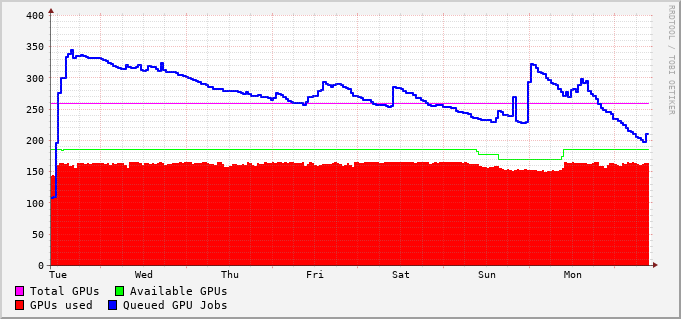 400
350
300
250
200
150
100
50
0
Tue Wed Thu Fri Sat Sun Mon
Total GPUs Available GPUs
GPUs used Queued GPU Jobs
RRDTOOL / TOBI OETIKER